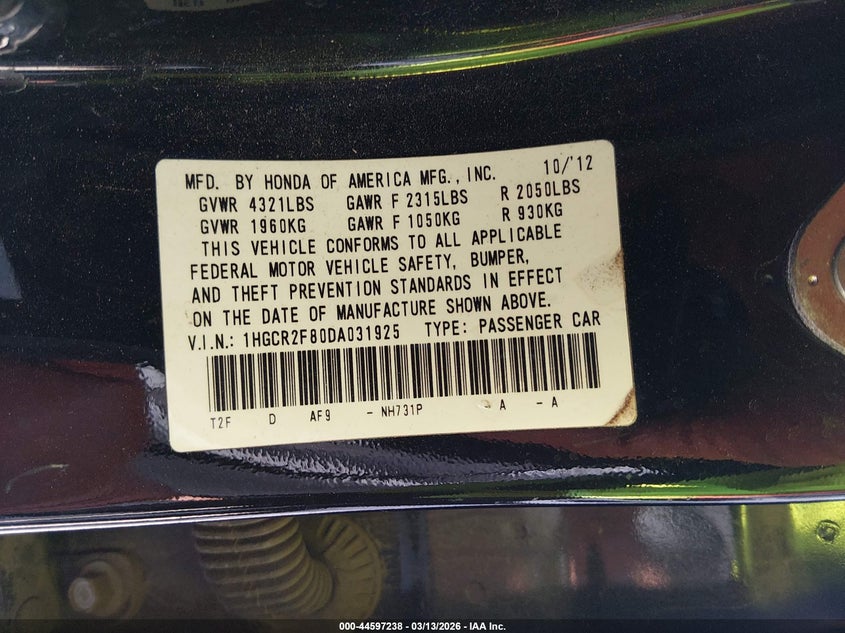 MFD. BY HONDA OF AMERICA MFG., INC. 10/'12
GVWR 4321LBS GAWR F 2315LBS R 2050LBS
GVWR 1960KG GAWR F 1050KG R 930KG
THIS VEHICLE CONFORMS TO ALL APPLICABLE
FEDERAL MOTOR VEHICLE SAFETY, BUMPER,
AND THEFT PREVENTION STANDARDS IN EFFECT
ON THE DATE OF MANUFACTURE SHOWN ABOVE.
V.I.N.: 1HGCR2F80DA031925 TYPE: PASSENGER CAR
T2F D AF9 - NH731P A - A
000-44597238 - 03/13/2026 - IAA Inc.